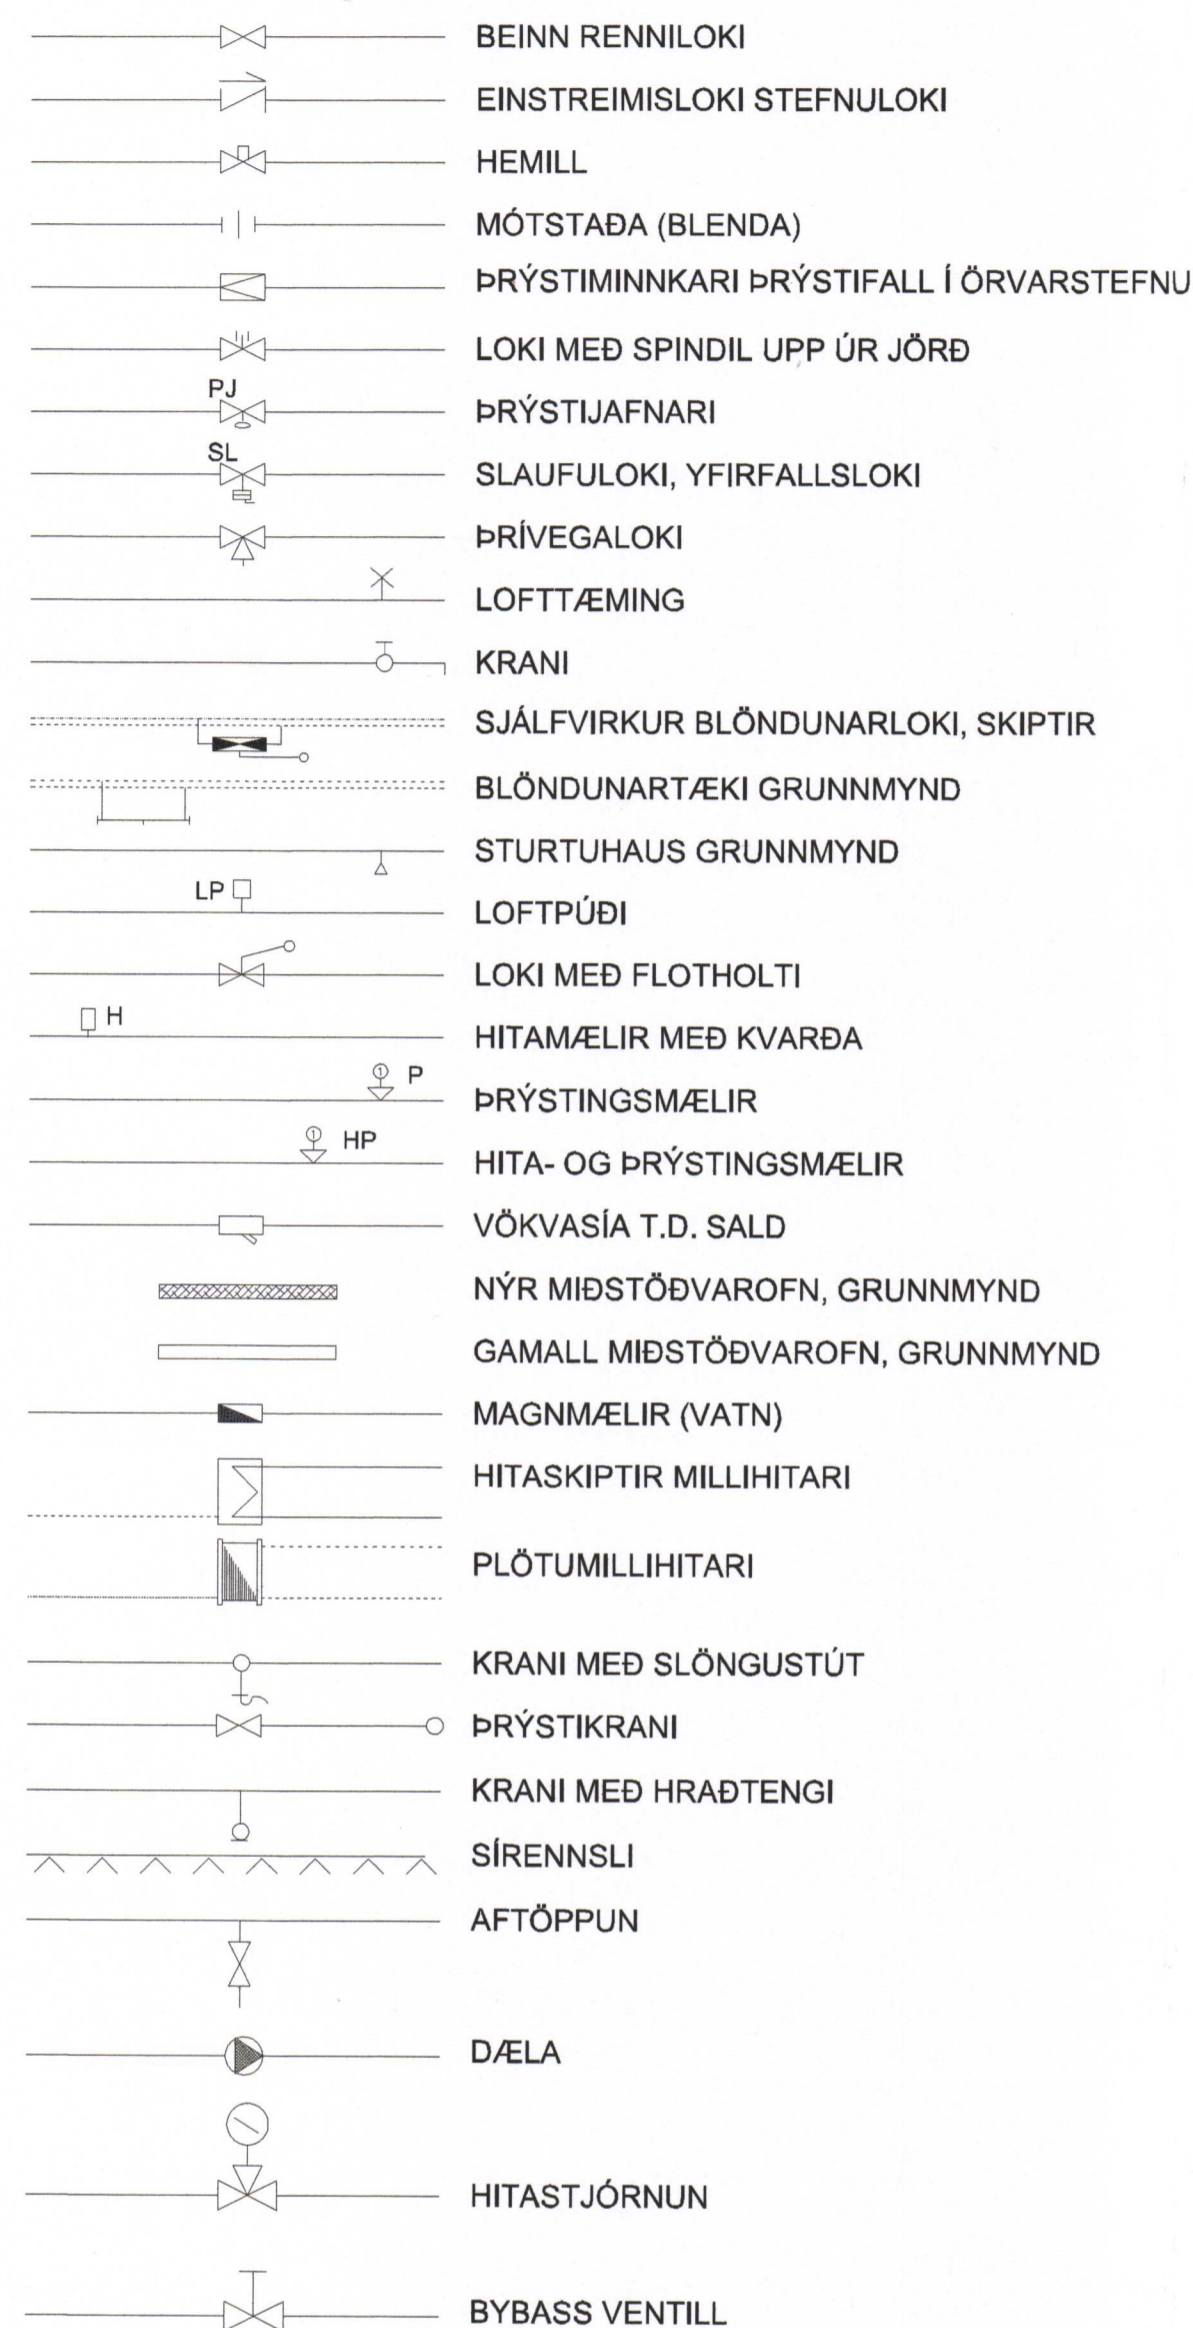 BEINN RENNILOKI
EINSTREIMISLOKI STEFNULOKI
HEMILL
MÓTSTAÐA (BLENDA)
ÞRÝSTIMINNKARI ÞRÝSTIFALL Í ÖRVARSTEFNU
LOKI MEÐ SPINDIL UPP ÚR JÖRÐ
PJ ÞRÝSTIJAFNARI
SL SLAUFULOKI, YFIRFALLSLOKI
ÞRÍVEGALOKI
LOFTTÆMING
KRANI
SJÁLFVIRKUR BLÖNDUNARLOKI, SKIPTIR
BLÖNDUNARTÆKI GRUNNMYND
STURTUHAUS GRUNNMYND
LP LOFTPÚÐI
LOKI MEÐ FLOTHOLTI
H HITAMÆLIR MEÐ KVARÐA
1 P ÞRÝSTINGSMÆLIR
1 HP HITA- OG ÞRÝSTINGSMÆLIR
VÖKVASÍA T.D. SALD
NÝR MIÐSTÖÐVAROFN, GRUNNMYND
GAMALL MIÐSTÖÐVAROFN, GRUNNMYND
MAGNMÆLIR (VATN)
HITASKIPTIR MILLIHITARI
PLÖTUMILLIHITARI
KRANI MEÐ SLÖNGUSTÚT
ÞRÝSTIKRANI
KRANI MEÐ HRAÐTENGI
SÍRENNSLI
AFTÖPPUN
DÆLA
HITASTJÓRNUN
BYBASS VENTILL